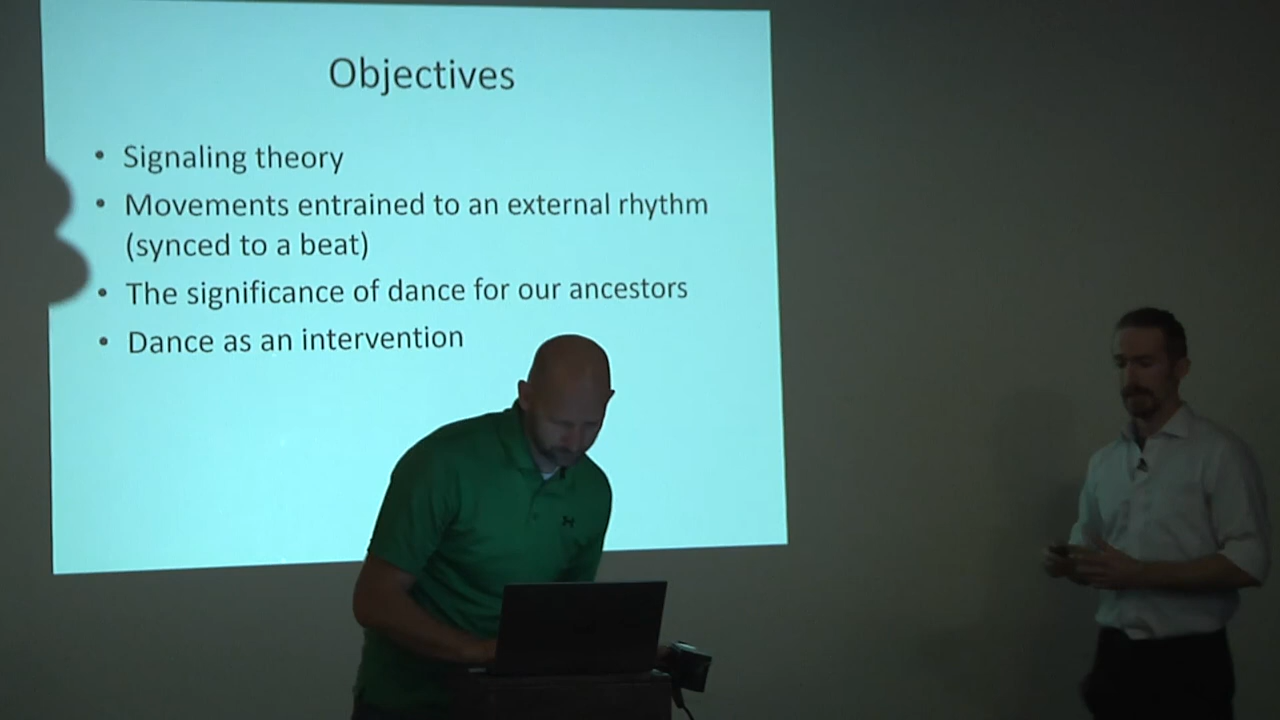 Objectives
• Signaling theory
• Movements entrained to an external rhythm
(synced to a beat)
• The significance of dance for our ancestors
• Dance as an intervention